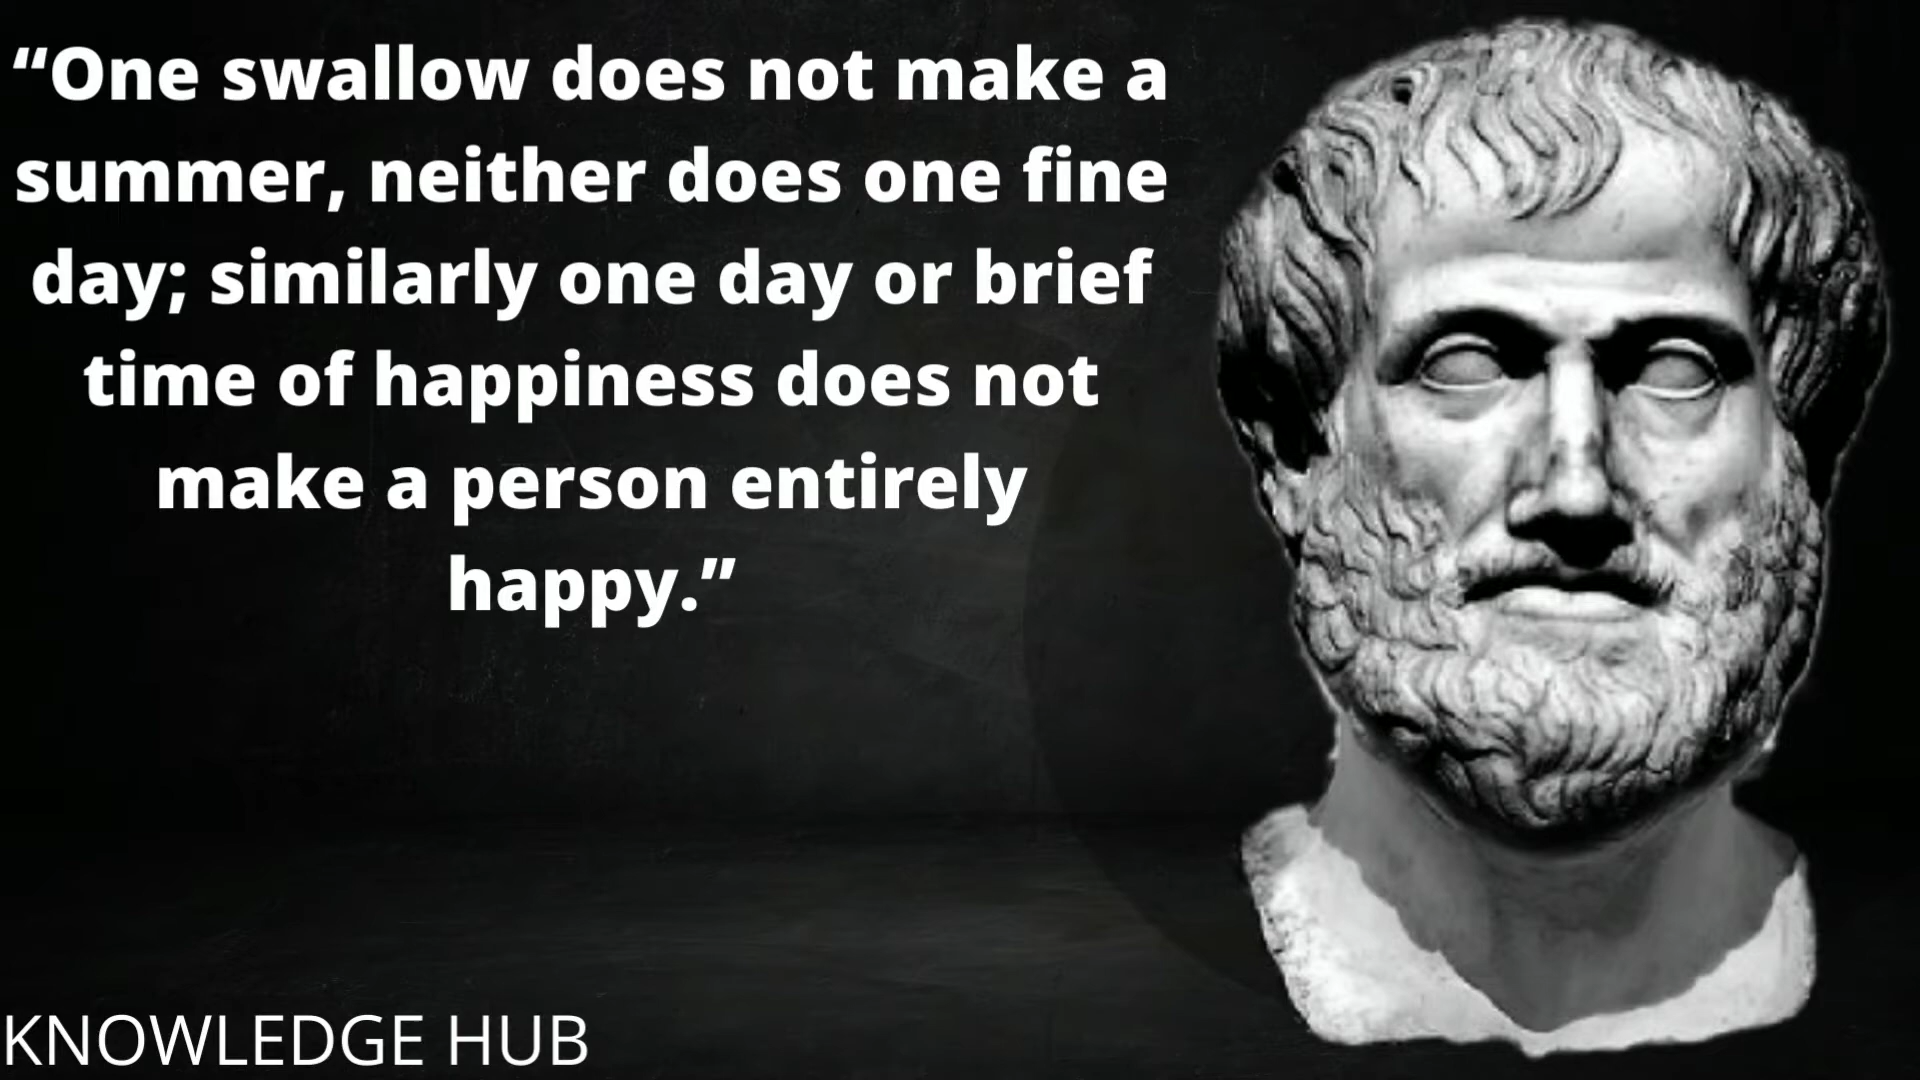 “One swallow does not make a
summer, neither does one fine
day; similarly one day or brief
time of happiness does not
make a person entirely
happy.”
KNOWLEDGE HUB